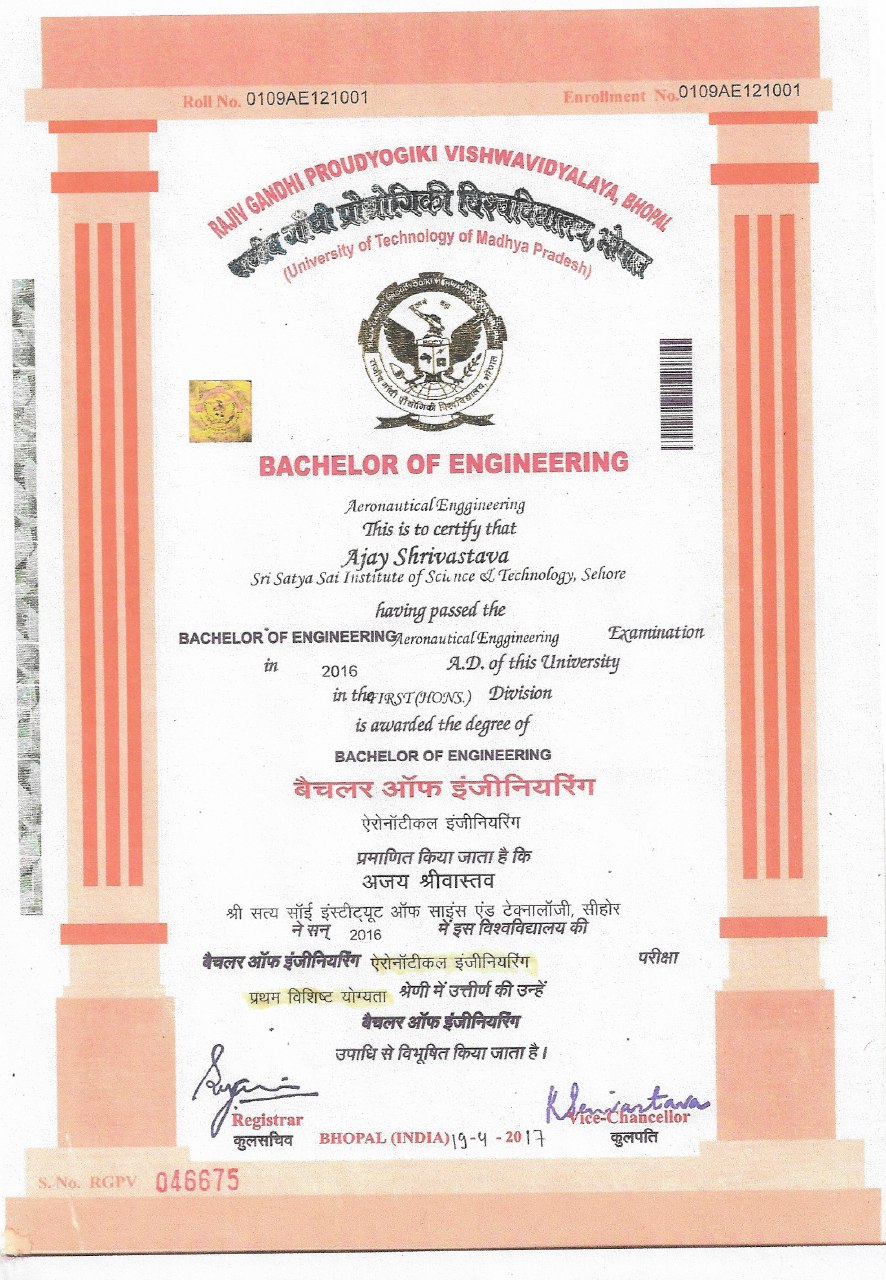 Roll No. 0109AE121001
Enrollment No. 0109AE121001
RAJIV GANDHI PROUDYOGIKI VISHWAVIDYALAYA, BHOPAL
राजीव गाँधी प्रौद्योगिकी विश्वविद्यालय, भोपाल
(University of Technology of Madhya Pradesh)
राजीव गांधी प्रौद्योगिकी विश्वविद्यालय, भोपाल
BACHELOR OF ENGINEERING
Aeronautical Enggineering
This is to certify that
Ajay Shrivastava
Sri Satya Sai Institute of Science & Technology, Sehore
having passed the
BACHELOR OF ENGINEERING Aeronautical Enggineering Examination
in 2016 A.D. of this University
in the FIRST (HONS.) Division
is awarded the degree of
BACHELOR OF ENGINEERING
बैचलर ऑफ इंजीनियरिंग
ऐरोनॉटीकल इंजीनियरिंग
प्रमाणित किया जाता है कि
अजय श्रीवास्तव
श्री सत्य सॉई इंस्टीट्यूट ऑफ साइंस एंड टेक्नालॉजी, सीहोर
ने सन् 2016 में इस विश्वविद्यालय की
बैचलर ऑफ इंजीनियरिंग ऐरोनॉटीकल इंजीनियरिंग परीक्षा
प्रथम विशिष्ट योग्यता श्रेणी में उत्तीर्ण की उन्हें
बैचलर ऑफ इंजीनियरिंग
उपाधि से विभूषित किया जाता है।
Registrar
कुलसचिव
BHOPAL (INDIA) 19-4-2017
Vice-Chancellor
कुलपति
S. No. RGPV 046675